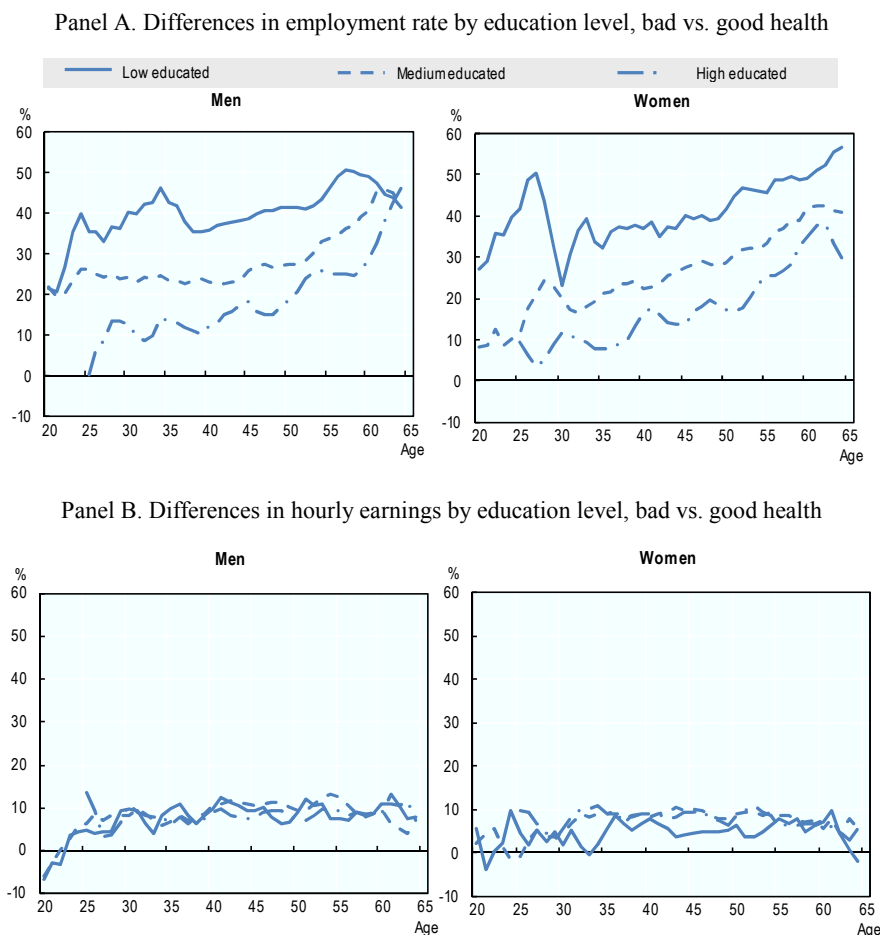 Panel A. Differences in employment rate by education level, bad vs. good health
Low educated Medium educated High educated
Men Women
% %
60 60
50 50
40 40
30 30
20 20
10 10
0 0
-10 -10
20 25 30 35 40 45 50 55 60 65 20 25 30 35 40 45 50 55 60 65
Age Age
Panel B. Differences in hourly earnings by education level, bad vs. good health
Men Women
% %
60 60
50 50
40 40
30 30
20 20
10 10
0 0
-10 -10
20 25 30 35 40 45 50 55 60 65 20 25 30 35 40 45 50 55 60 65
Age Age